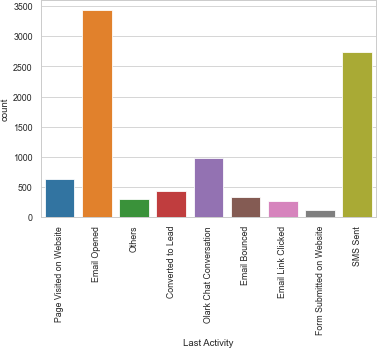 3500
3000
2500
2000
1500
1000
500
0
count
Page Visited on Website
Email Opened
Others
Converted to Lead
Olark Chat Conversation
Email Bounced
Email Link Clicked
Form Submitted on Website
SMS Sent
Last Activity